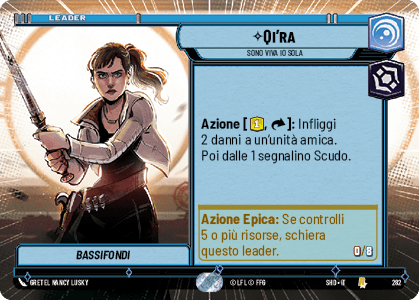 LEADER
QI'RA
SONO VIVA IO SOLA
Azione [1, ]: Infliggi
2 danni a un'unità amica.
Poi dalle 1 segnalino Scudo.
Azione Epica: Se controlli
5 o più risorse, schiera
questo leader.
0/8
BASSIFONDI
GRETEL NANCY LUSKY
© LFL © FFG
SHD • IT
202